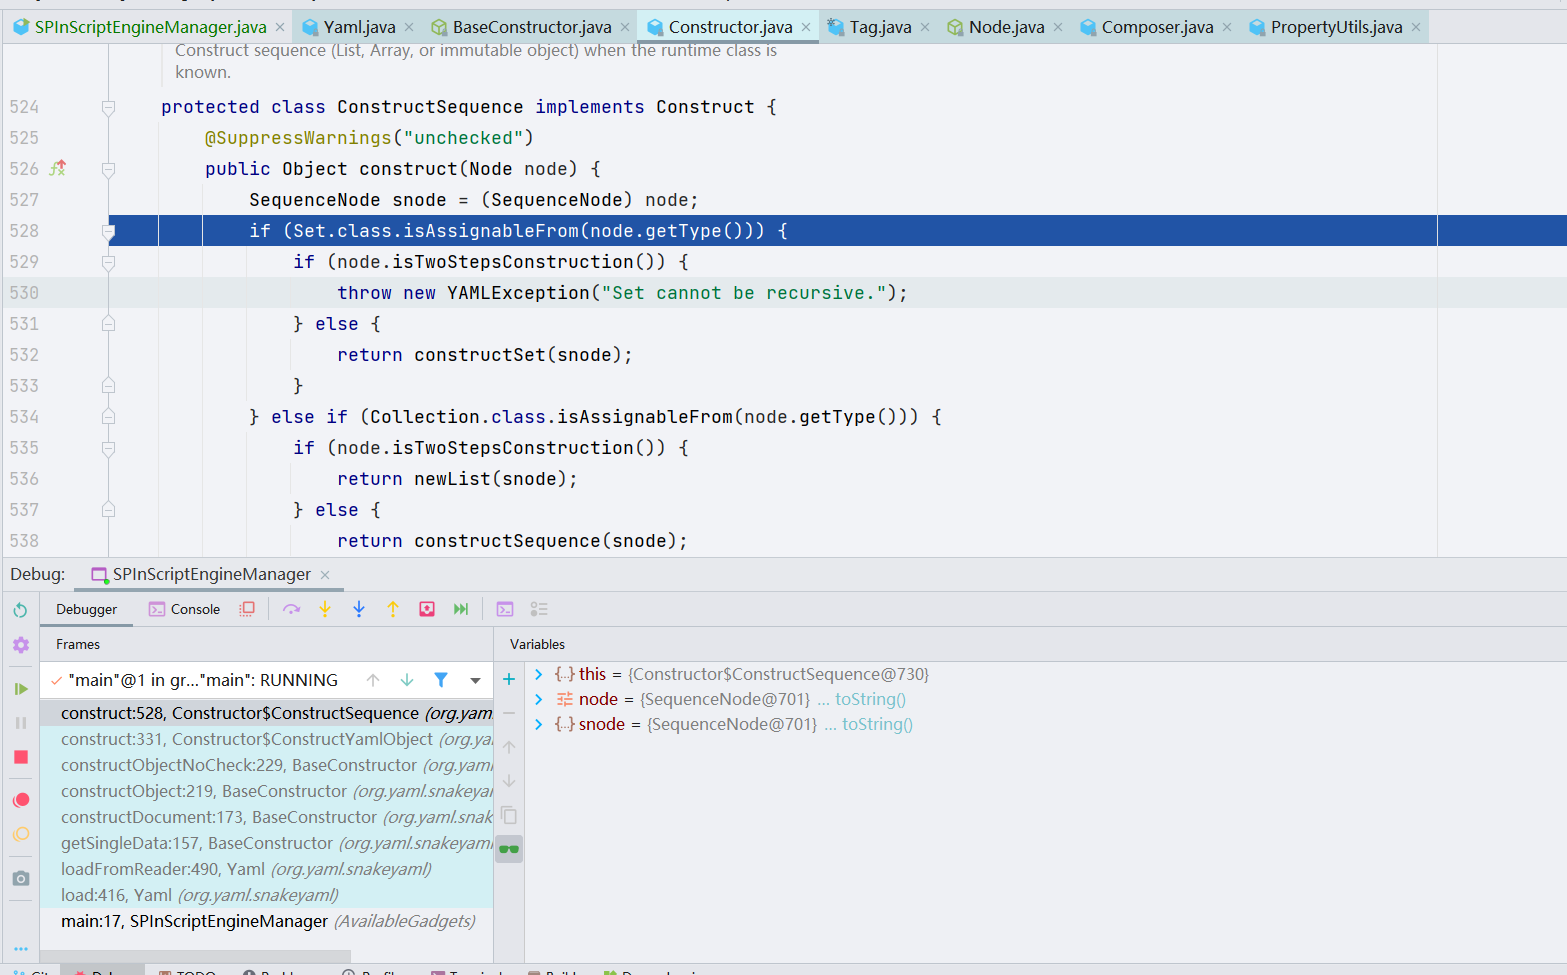 SPInScriptEngineManager.java × Yaml.java × BaseConstructor.java × Constructor.java × Tag.java × Node.java × Composer.java × PropertyUtils.java ×
Construct sequence (List, Array, or immutable object) when the runtime class is
known.
524 protected class ConstructSequence implements Construct {
525 @SuppressWarnings("unchecked")
526 public Object construct(Node node) {
527 SequenceNode snode = (SequenceNode) node;
528 if (Set.class.isAssignableFrom(node.getType())) {
529 if (node.isTwoStepsConstruction()) {
530 throw new YAMLException("Set cannot be recursive.");
531 } else {
532 return constructSet(snode);
533 }
534 } else if (Collection.class.isAssignableFrom(node.getType())) {
535 if (node.isTwoStepsConstruction()) {
536 return newList(snode);
537 } else {
538 return constructSequence(snode);
Debug: SPInScriptEngineManager ×
Debugger Console
Frames Variables
"main"@1 in gr..."main": RUNNING
construct:528, Constructor$ConstructSequence (org.yaml
construct:331, Constructor$ConstructYamlObject (org.ya
constructObjectNoCheck:229, BaseConstructor (org.yaml
constructObject:219, BaseConstructor (org.yaml.snakeya
constructDocument:173, BaseConstructor (org.yaml.snak
getSingleData:157, BaseConstructor (org.yaml.snakeyaml
loadFromReader:490, Yaml (org.yaml.snakeyaml)
load:416, Yaml (org.yaml.snakeyaml)
main:17, SPInScriptEngineManager (AvailableGadgets)
this = {Constructor$ConstructSequence@730}
node = {SequenceNode@701} ... toString()
snode = {SequenceNode@701} ... toString()